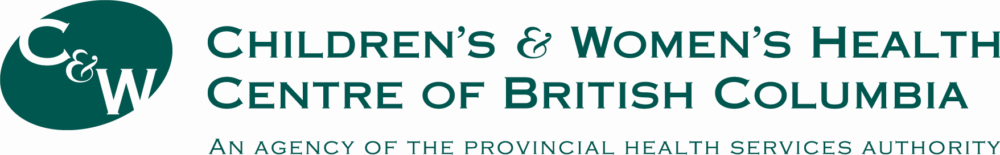 C&W
CHILDREN'S & WOMEN'S HEALTH
CENTRE OF BRITISH COLUMBIA
AN AGENCY OF THE PROVINCIAL HEALTH SERVICES AUTHORITY